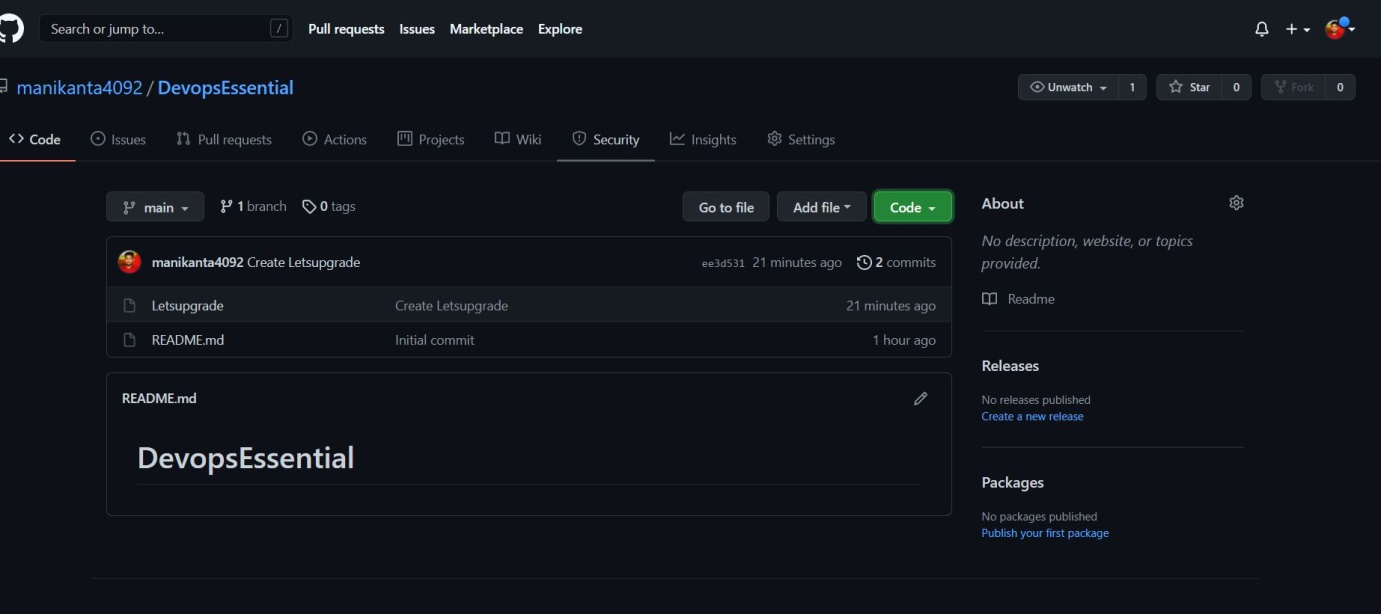 Search or jump to... /
Pull requests Issues Marketplace Explore
manikanta4092 / DevopsEssential
Unwatch 1 Star 0 Fork 0
Code Issues Pull requests Actions Projects Wiki Security Insights Settings
main 1 branch 0 tags Go to file Add file Code
manikanta4092 Create Letsupgrade ee3d531 21 minutes ago 2 commits
Letsupgrade Create Letsupgrade 21 minutes ago
README.md Initial commit 1 hour ago
README.md
DevopsEssential
About
No description, website, or topics
provided.
Readme
Releases
No releases published
Create a new release
Packages
No packages published
Publish your first package